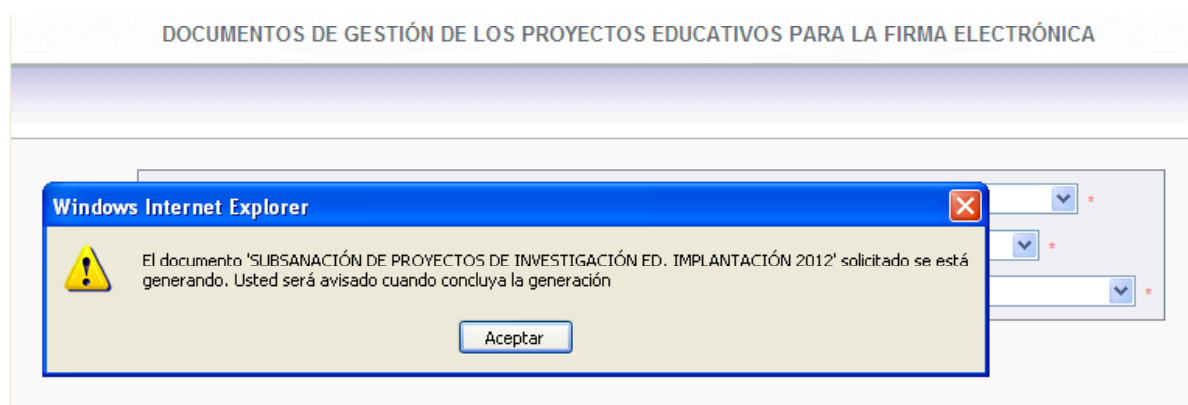 DOCUMENTOS DE GESTIÓN DE LOS PROYECTOS EDUCATIVOS PARA LA FIRMA ELECTRÓNICA
Windows Internet Explorer
*
*
El documento 'SUBSANACIÓN DE PROYECTOS DE INVESTIGACIÓN ED. IMPLANTACIÓN 2012' solicitado se está
generando. Usted será avisado cuando concluya la generación
*
Aceptar